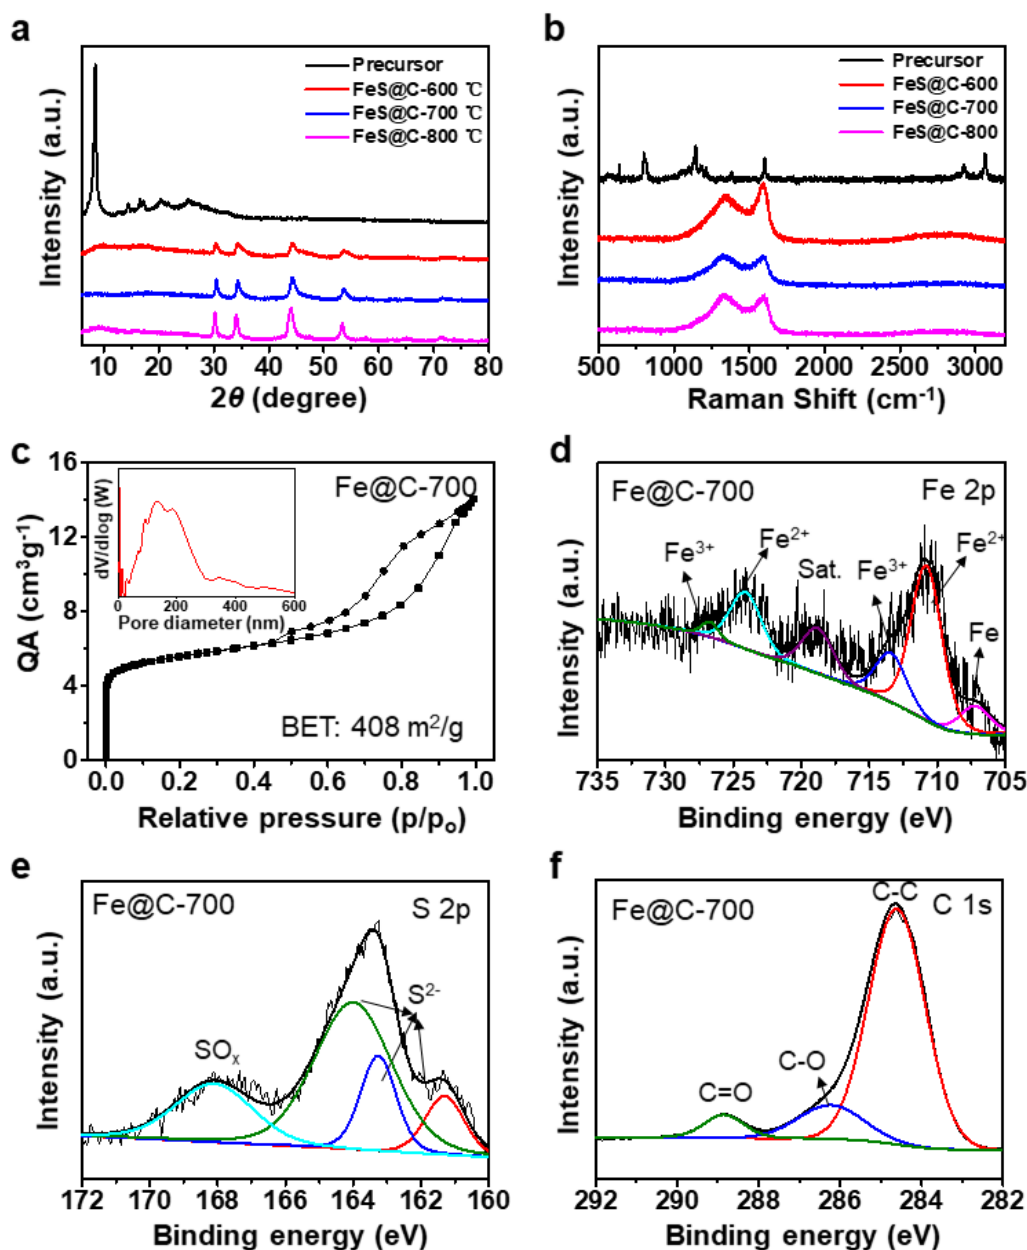 a
Precursor
FeS@C-600 ℃
FeS@C-700 ℃
FeS@C-800 ℃
Intensity (a.u.)
10 20 30 40 50 60 70 80
2θ (degree)
b
Precursor
FeS@C-600
FeS@C-700
FeS@C-800
Intensity (a.u.)
500 1000 1500 2000 2500 3000
Raman Shift (cm-1)
c
Fe@C-700
16
12
8
4
0
QA (cm3g-1)
dV/dlog (W)
0 200 400 600
Pore diameter (nm)
BET: 408 m2/g
0.0 0.2 0.4 0.6 0.8 1.0
Relative pressure (p/po)
d
Fe@C-700
Fe 2p
Fe3+
Fe2+
Sat.
Fe3+
Fe2+
Fe
Intensity (a.u.)
735 730 725 720 715 710 705
Binding energy (eV)
e
Fe@C-700
S 2p
S2-
SOx
Intensity (a.u.)
172 170 168 166 164 162 160
Binding energy (eV)
f
Fe@C-700
C-C
C 1s
C-O
C=O
Intensity (a.u.)
292 290 288 286 284 282
Binding energy (eV)